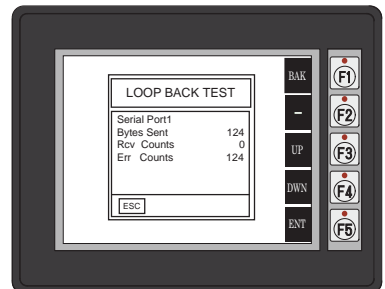 LOOP BACK TEST
Serial Port1
Bytes Sent 124
Rcv Counts 0
Err Counts 124
ESC
BAK
–
UP
DWN
ENT
F1
F2
F3
F4
F5